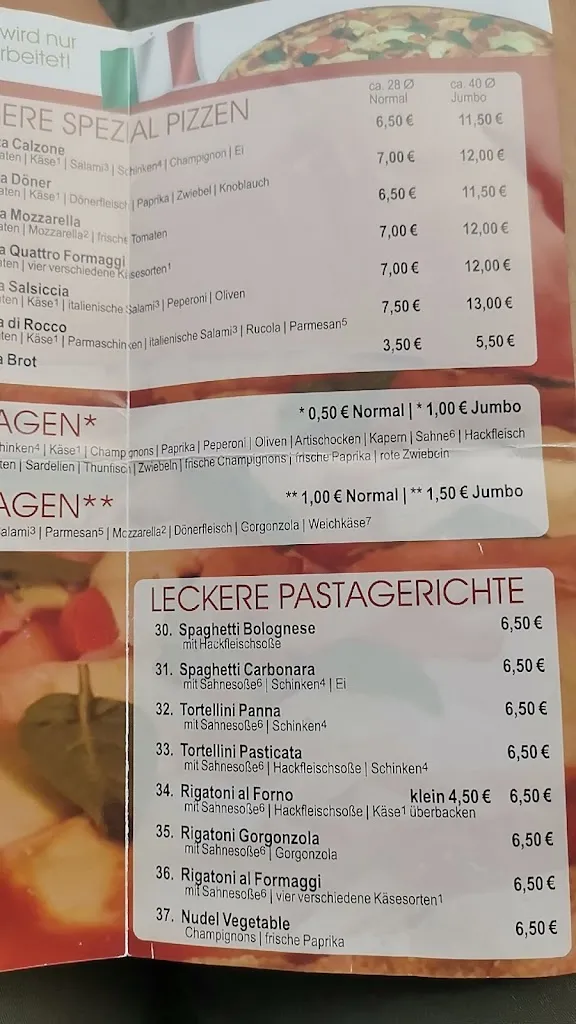 wird nur
rbeitet!
ERE SPEZIAL PIZZEN
ca. 28 Ø ca. 40 Ø
Normal Jumbo
a Calzone 6,50 € 11,50 €
aten | Käse¹ | Salami³ | Schinken⁴ | Champignon | Ei
a Döner 7,00 € 12,00 €
aten | Käse¹ | Dönerfleisch | Paprika | Zwiebel | Knoblauch
a Mozzarella 6,50 € 11,50 €
aten | Mozzarella² | frische Tomaten
a Quattro Formaggi 7,00 € 12,00 €
aten | vier verschiedene Käsesorten¹
a Salsiccia 7,00 € 12,00 €
ten | Käse¹ | italienische Salami³ | Peperoni | Oliven
a di Rocco 7,50 € 13,00 €
ten | Käse¹ | Parmaschinken | italienische Salami³ | Rucola | Parmesan⁵
a Brot 3,50 € 5,50 €
AGEN* * 0,50 € Normal | * 1,00 € Jumbo
hinken⁴ | Käse¹ | Champignons | Paprika | Peperoni | Oliven | Artischocken | Kapern | Sahne⁶ | Hackfleisch
ten | Sardellen | Thunfisch | Zwiebeln | frische Champignons | frische Paprika | rote Zwiebeln
AGEN** ** 1,00 € Normal | ** 1,50 € Jumbo
alami³ | Parmesan⁵ | Mozzarella² | Dönerfleisch | Gorgonzola | Weichkäse⁷
LECKERE PASTAGERICHTE
30. Spaghetti Bolognese 6,50 €
mit Hackfleischsoße
31. Spaghetti Carbonara 6,50 €
mit Sahnesoße⁶ | Schinken⁴ | Ei
32. Tortellini Panna 6,50 €
mit Sahnesoße⁶ | Schinken⁴
33. Tortellini Pasticata 6,50 €
mit Sahnesoße⁶ | Hackfleischsoße | Schinken⁴
34. Rigatoni al Forno klein 4,50 € 6,50 €
mit Sahnesoße⁶ | Hackfleischsoße | Käse¹ überbacken
35. Rigatoni Gorgonzola 6,50 €
mit Sahnesoße⁶ | Gorgonzola
36. Rigatoni al Formaggi 6,50 €
mit Sahnesoße⁶ | vier verschiedene Käsesorten¹
37. Nudel Vegetable 6,50 €
Champignons | frische Paprika